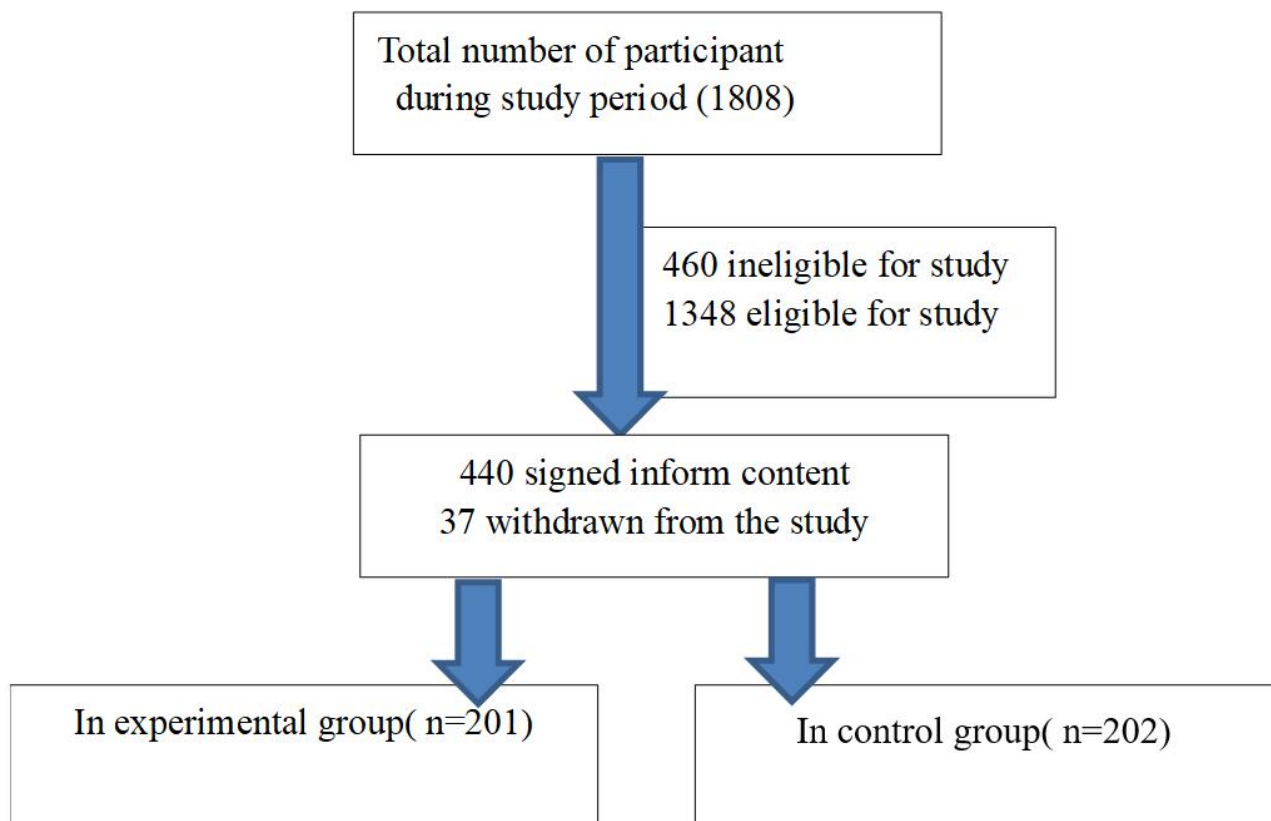 Total number of participant
during study period (1808)
460 ineligible for study
1348 eligible for study
440 signed inform content
37 withdrawn from the study
In experimental group( n=201)
In control group( n=202)